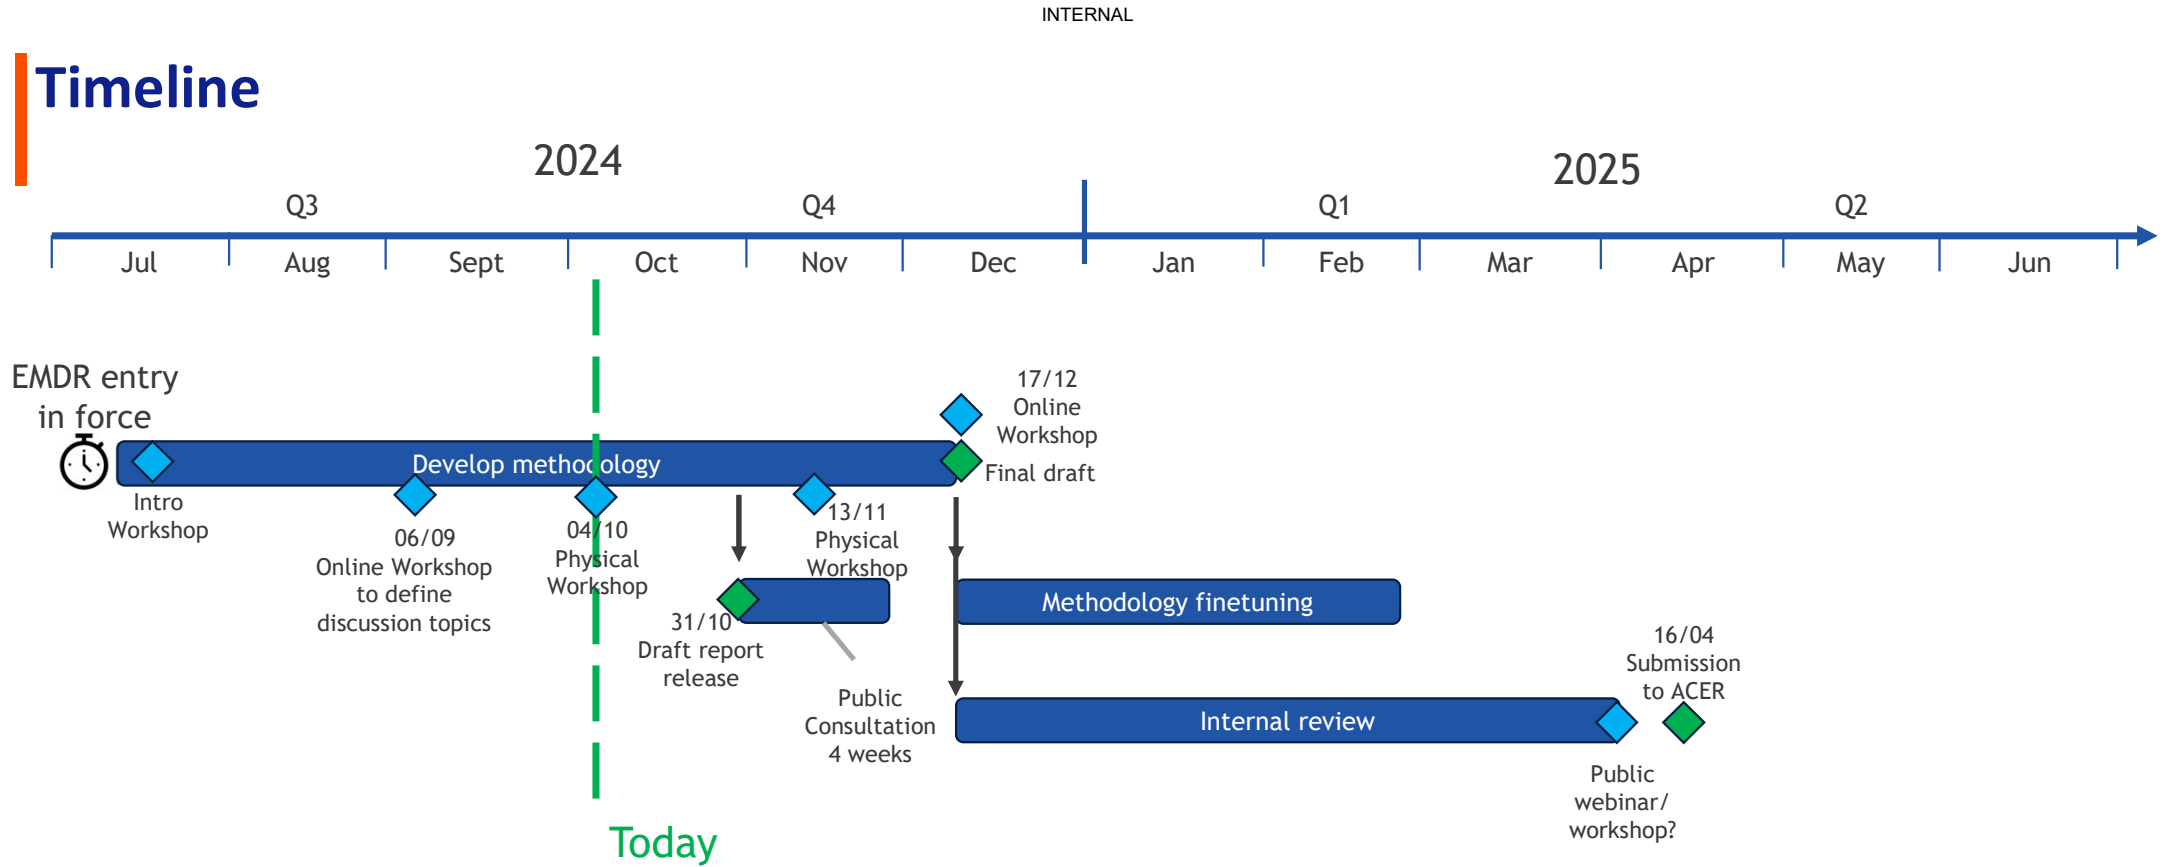 INTERNAL
Timeline
2024
2025
Q3
Q4
Q1
Q2
Jul
Aug
Sept
Oct
Nov
Dec
Jan
Feb
Mar
Apr
May
Jun
EMDR entry
in force
Develop methodology
Intro
Workshop
06/09
Online Workshop
to define
discussion topics
04/10
Physical
Workshop
13/11
Physical
Workshop
17/12
Online
Workshop
Final draft
31/10
Draft report
release
Public
Consultation
4 weeks
Methodology finetuning
Internal review
16/04
Submission
to ACER
Public
webinar/
workshop?
Today